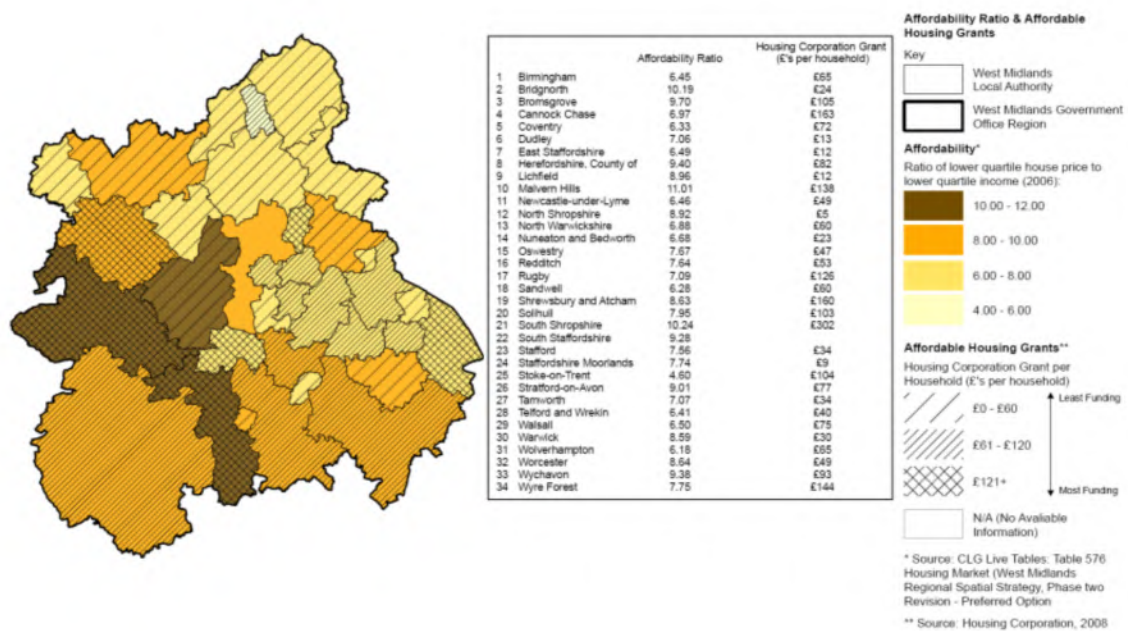 Affordability Ratio
Housing Corporation Grant
(£'s per household)
1 Birmingham 6.45 £65
2 Bridgnorth 10.19 £24
3 Bromsgrove 9.70 £105
4 Cannock Chase 6.97 £163
5 Coventry 6.33 £72
6 Dudley 7.06 £13
7 East Staffordshire 6.49 £12
8 Herefordshire, County of 9.40 £82
9 Lichfield 8.96 £12
10 Malvern Hills 11.01 £138
11 Newcastle-under-Lyme 6.46 £49
12 North Shropshire 8.92 £5
13 North Warwickshire 6.88 £60
14 Nuneaton and Bedworth 6.68 £23
15 Oswestry 7.67 £47
16 Redditch 7.64 £53
17 Rugby 7.09 £126
18 Sandwell 6.28 £60
19 Shrewsbury and Atcham 8.63 £160
20 Solihull 7.95 £103
21 South Shropshire 10.24 £302
22 South Staffordshire 9.28
23 Stafford 7.56 £34
24 Staffordshire Moorlands 7.74 £9
25 Stoke-on-Trent 4.60 £104
26 Stratford-on-Avon 9.01 £77
27 Tamworth 7.07 £34
28 Telford and Wrekin 6.41 £40
29 Walsall 6.50 £75
30 Warwick 8.59 £30
31 Wolverhampton 6.18 £65
32 Worcester 8.64 £49
33 Wychavon 9.38 £93
34 Wyre Forest 7.75 £144
Affordability Ratio & Affordable
Housing Grants
Key
West Midlands
Local Authority
West Midlands Government
Office Region
Affordability*
Ratio of lower quartile house price to
lower quartile income (2006):
10.00 - 12.00
8.00 - 10.00
6.00 - 8.00
4.00 - 6.00
Affordable Housing Grants**
Housing Corporation Grant per
Household (£'s per household)
£0 - £60
Least Funding
£61 - £120
£121+
Most Funding
N/A (No Avaliable
Information)
* Source: CLG Live Tables: Table 576
Housing Market (West Midlands
Regional Spatial Strategy, Phase two
Revision - Preferred Option
** Source: Housing Corporation, 2008